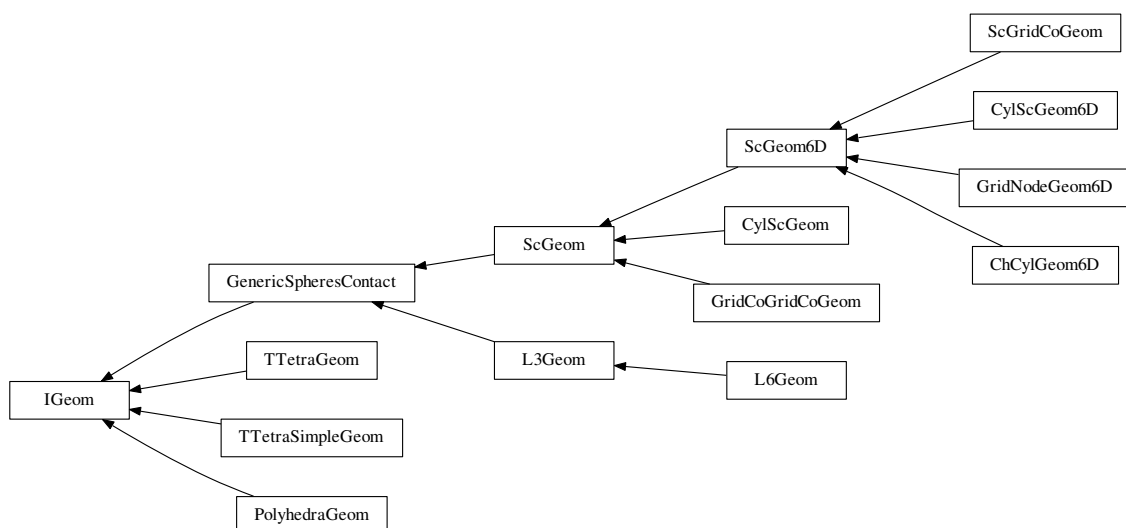 ScGridCoGeom
CylScGeom6D
ScGeom6D
GridNodeGeom6D
CylScGeom
ScGeom
ChCylGeom6D
GenericSpheresContact
GridCoGridCoGeom
TTetraGeom
L3Geom
L6Geom
IGeom
TTetraSimpleGeom
PolyhedraGeom